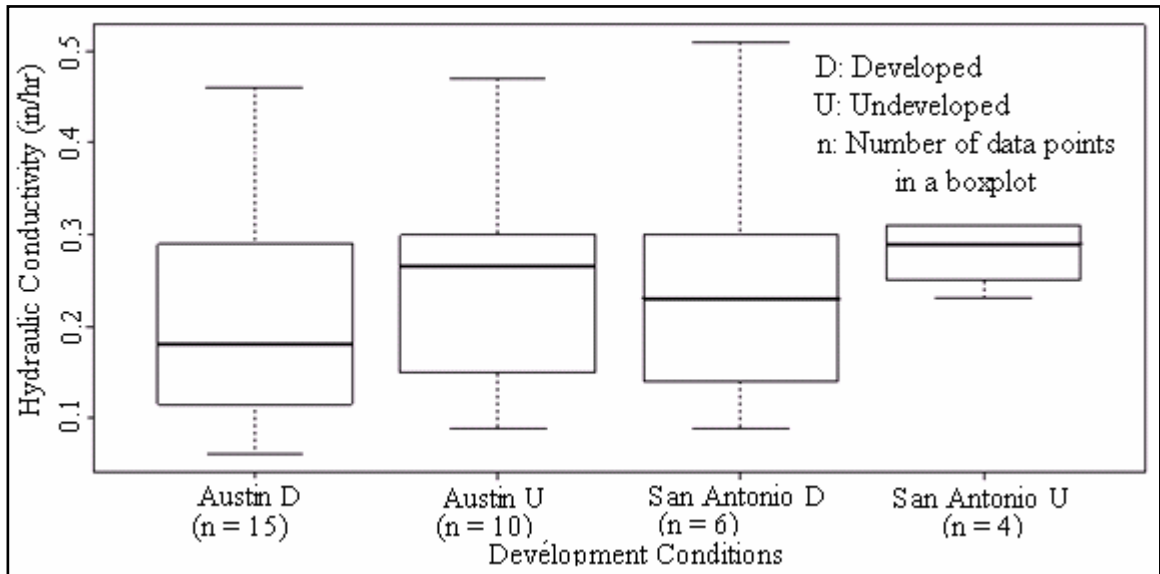 Hydraulic Conductivity (in/hr)
0.5
0.4
0.3
0.2
0.1
D: Developed
U: Undeveloped
n: Number of data points
in a boxplot
Austin D
(n = 15)
Austin U
(n = 10)
San Antonio D
(n = 6)
San Antonio U
(n = 4)
Development Conditions